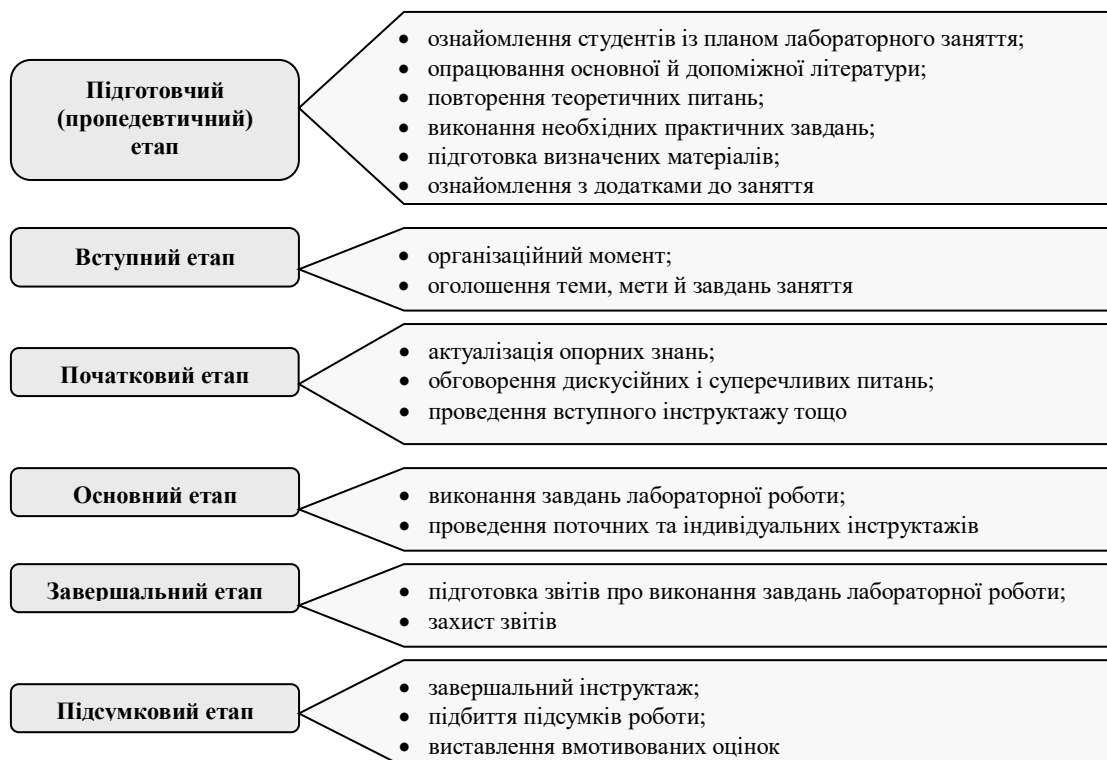 Підготовчий
(пропедевтичний)
етап
• ознайомлення студентів із планом лабораторного заняття;
• опрацювання основної й допоміжної літератури;
• повторення теоретичних питань;
• виконання необхідних практичних завдань;
• підготовка визначених матеріалів;
• ознайомлення з додатками до заняття
Вступний етап
• організаційний момент;
• оголошення теми, мети й завдань заняття
Початковий етап
• актуалізація опорних знань;
• обговорення дискусійних і суперечливих питань;
• проведення вступного інструктажу тощо
Основний етап
• виконання завдань лабораторної роботи;
• проведення поточних та індивідуальних інструктажів
Завершальний етап
• підготовка звітів про виконання завдань лабораторної роботи;
• захист звітів
Підсумковий етап
• завершальний інструктаж;
• підбиття підсумків роботи;
• виставлення вмотивованих оцінок